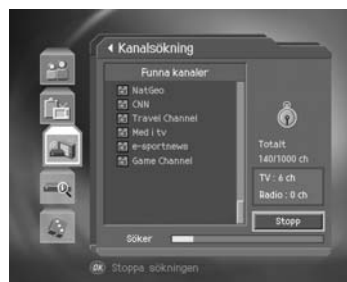 Kanalsökning
Funna kanaler
NatGeo
CNN
Travel Channel
Med i tv
e-sportnews
Game Channel
Totalt
140/1000 ch
TV : 6 ch
Radio : 0 ch
Stopp
Söker
OK Stoppa sökningen